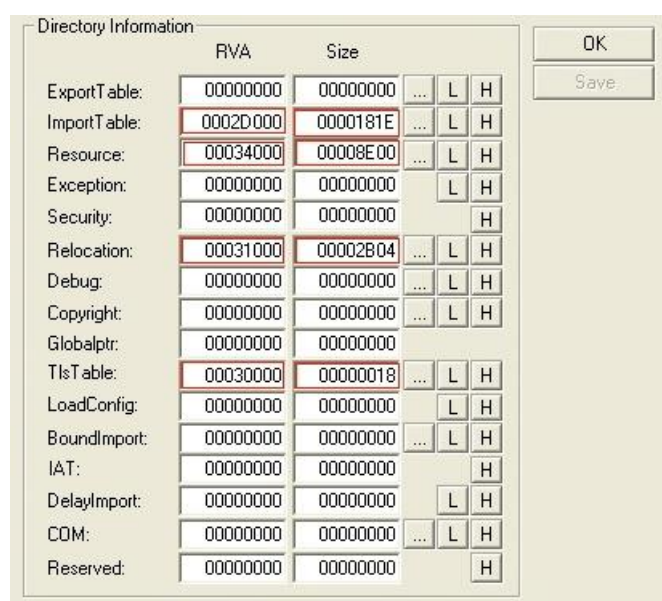 Directory Information
RVA Size
OK
Save
ExportTable: 00000000 00000000 ... L H
ImportTable: 0002D000 0000181E ... L H
Resource: 00034000 00008E00 ... L H
Exception: 00000000 00000000 L H
Security: 00000000 00000000 H
Relocation: 00031000 00002B04 ... L H
Debug: 00000000 00000000 ... L H
Copyright: 00000000 00000000 ... L H
Globalptr: 00000000 00000000
TlsTable: 00030000 00000018 ... L H
LoadConfig: 00000000 00000000 L H
BoundImport: 00000000 00000000 ... L H
IAT: 00000000 00000000 H
DelayImport: 00000000 00000000 L H
COM: 00000000 00000000 ... L H
Reserved: 00000000 00000000 H